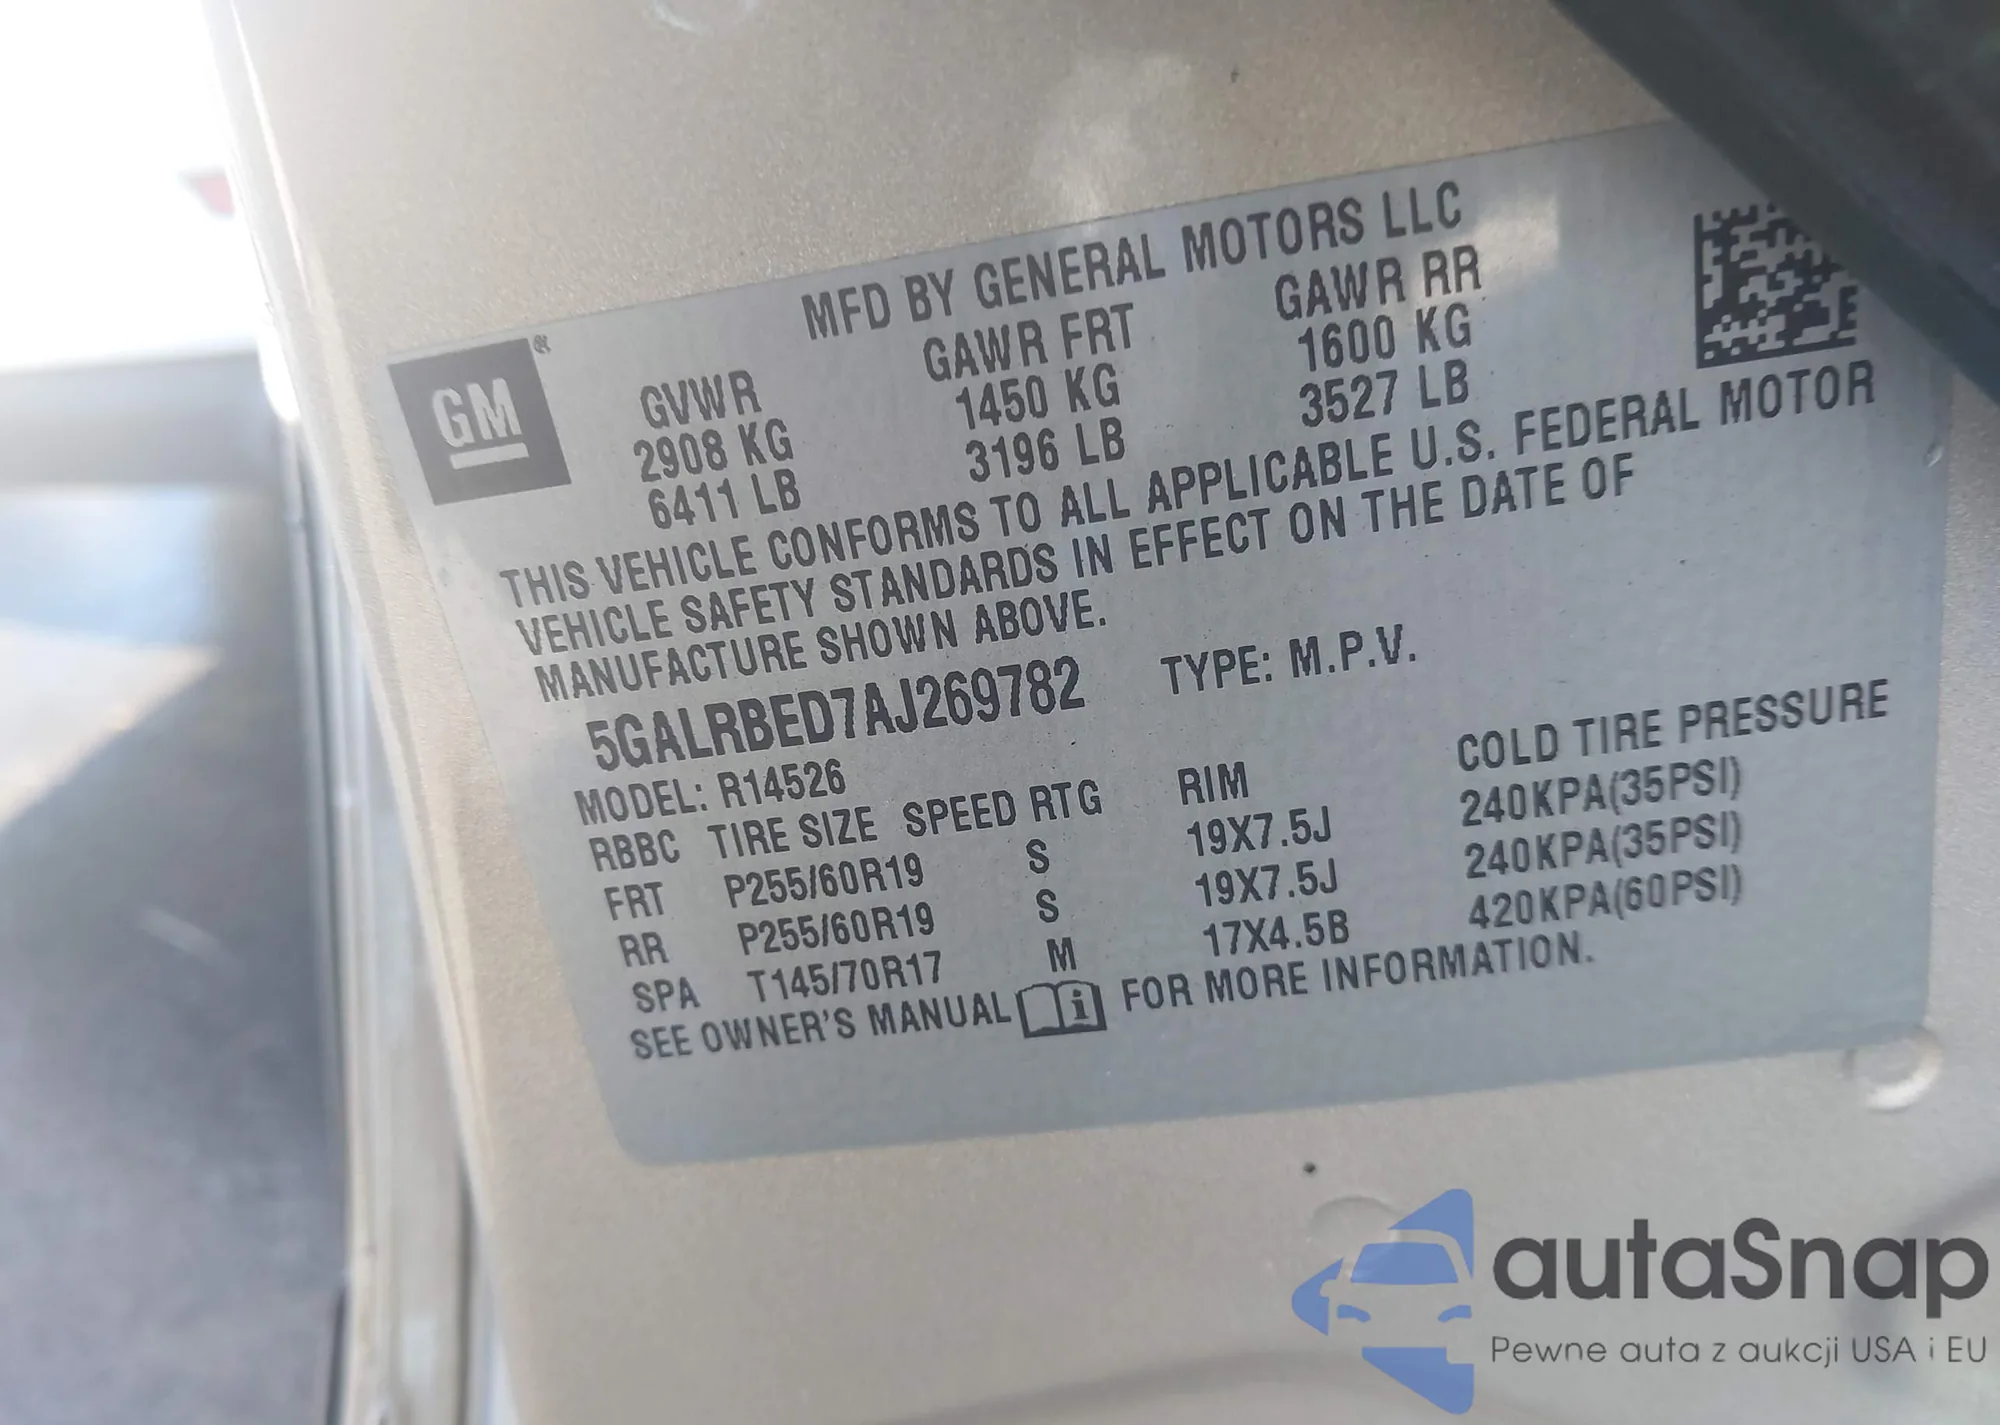 MFD BY GENERAL MOTORS LLC
GM®
GVWR GAWR FRT GAWR RR
2908 KG 1450 KG 1600 KG
6411 LB 3196 LB 3527 LB
THIS VEHICLE CONFORMS TO ALL APPLICABLE U.S. FEDERAL MOTOR
VEHICLE SAFETY STANDARDS IN EFFECT ON THE DATE OF
MANUFACTURE SHOWN ABOVE.
5GALRBED7AJ269782 TYPE: M.P.V.
MODEL: R14526
RBBC TIRE SIZE SPEED RTG RIM COLD TIRE PRESSURE
FRT P255/60R19 S 19X7.5J 240KPA(35PSI)
RR P255/60R19 S 19X7.5J 240KPA(35PSI)
SPA T145/70R17 M 17X4.5B 420KPA(60PSI)
SEE OWNER'S MANUAL i FOR MORE INFORMATION.
autaSnap
Pewne auta z aukcji USA i EU